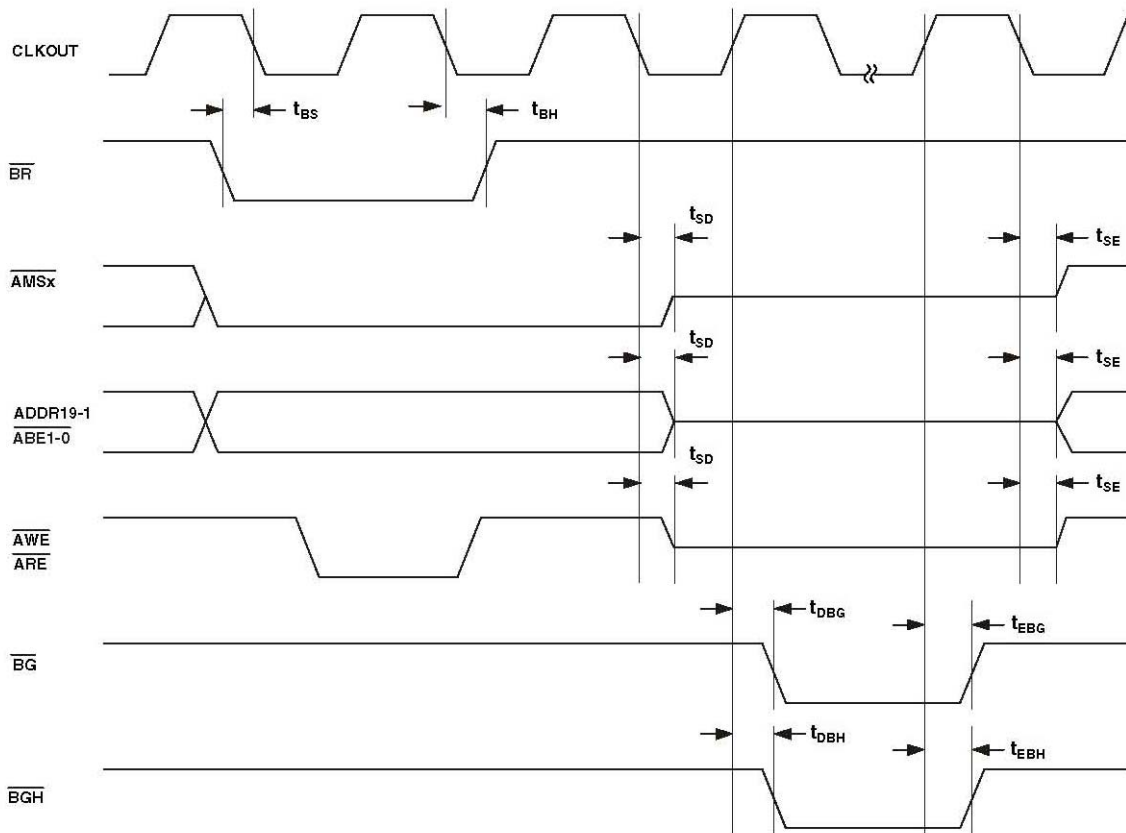 CLKOUT
tBS
tBH
BR
tSD
tSE
AMSx
tSD
tSE
ADDR19-1
ABE1-0
tSD
tSE
AWE
ARE
tDBG
tEBG
BG
tDBH
tEBH
BGH